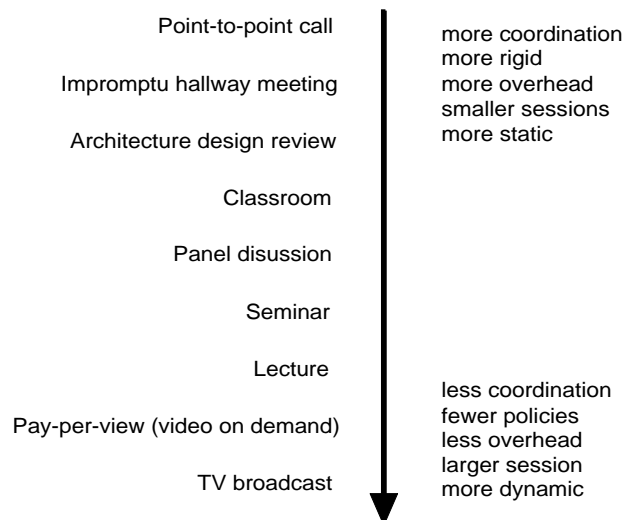 Point-to-point call
Impromptu hallway meeting
Architecture design review
Classroom
Panel disussion
Seminar
Lecture
Pay-per-view (video on demand)
TV broadcast
more coordination
more rigid
more overhead
smaller sessions
more static
less coordination
fewer policies
less overhead
larger session
more dynamic